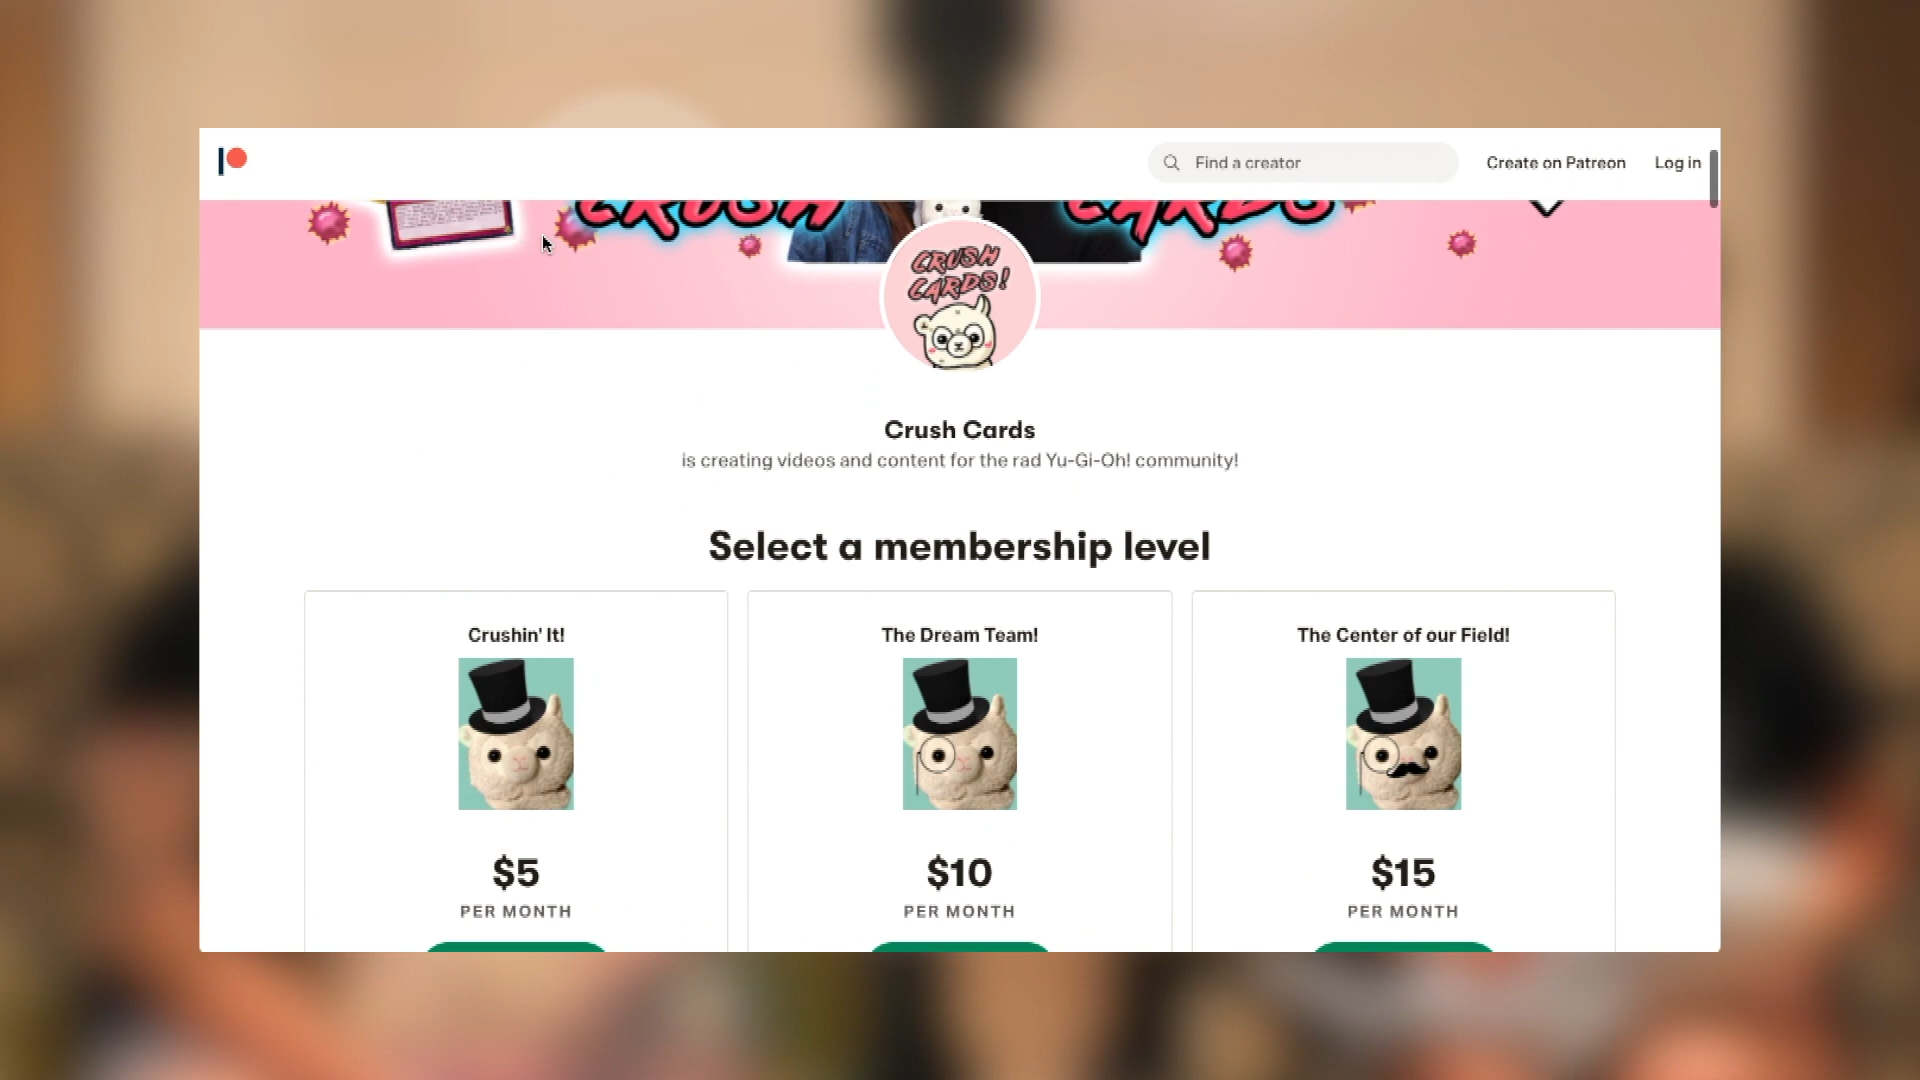 Find a creator
Create on Patreon
Log in
CRUSH CARDS
CRUSH
CARDS!
Crush Cards
is creating videos and content for the rad Yu-Gi-Oh! community!
Select a membership level
Crushin' It!
The Dream Team!
The Center of our Field!
$5
$10
$15
PER MONTH
PER MONTH
PER MONTH